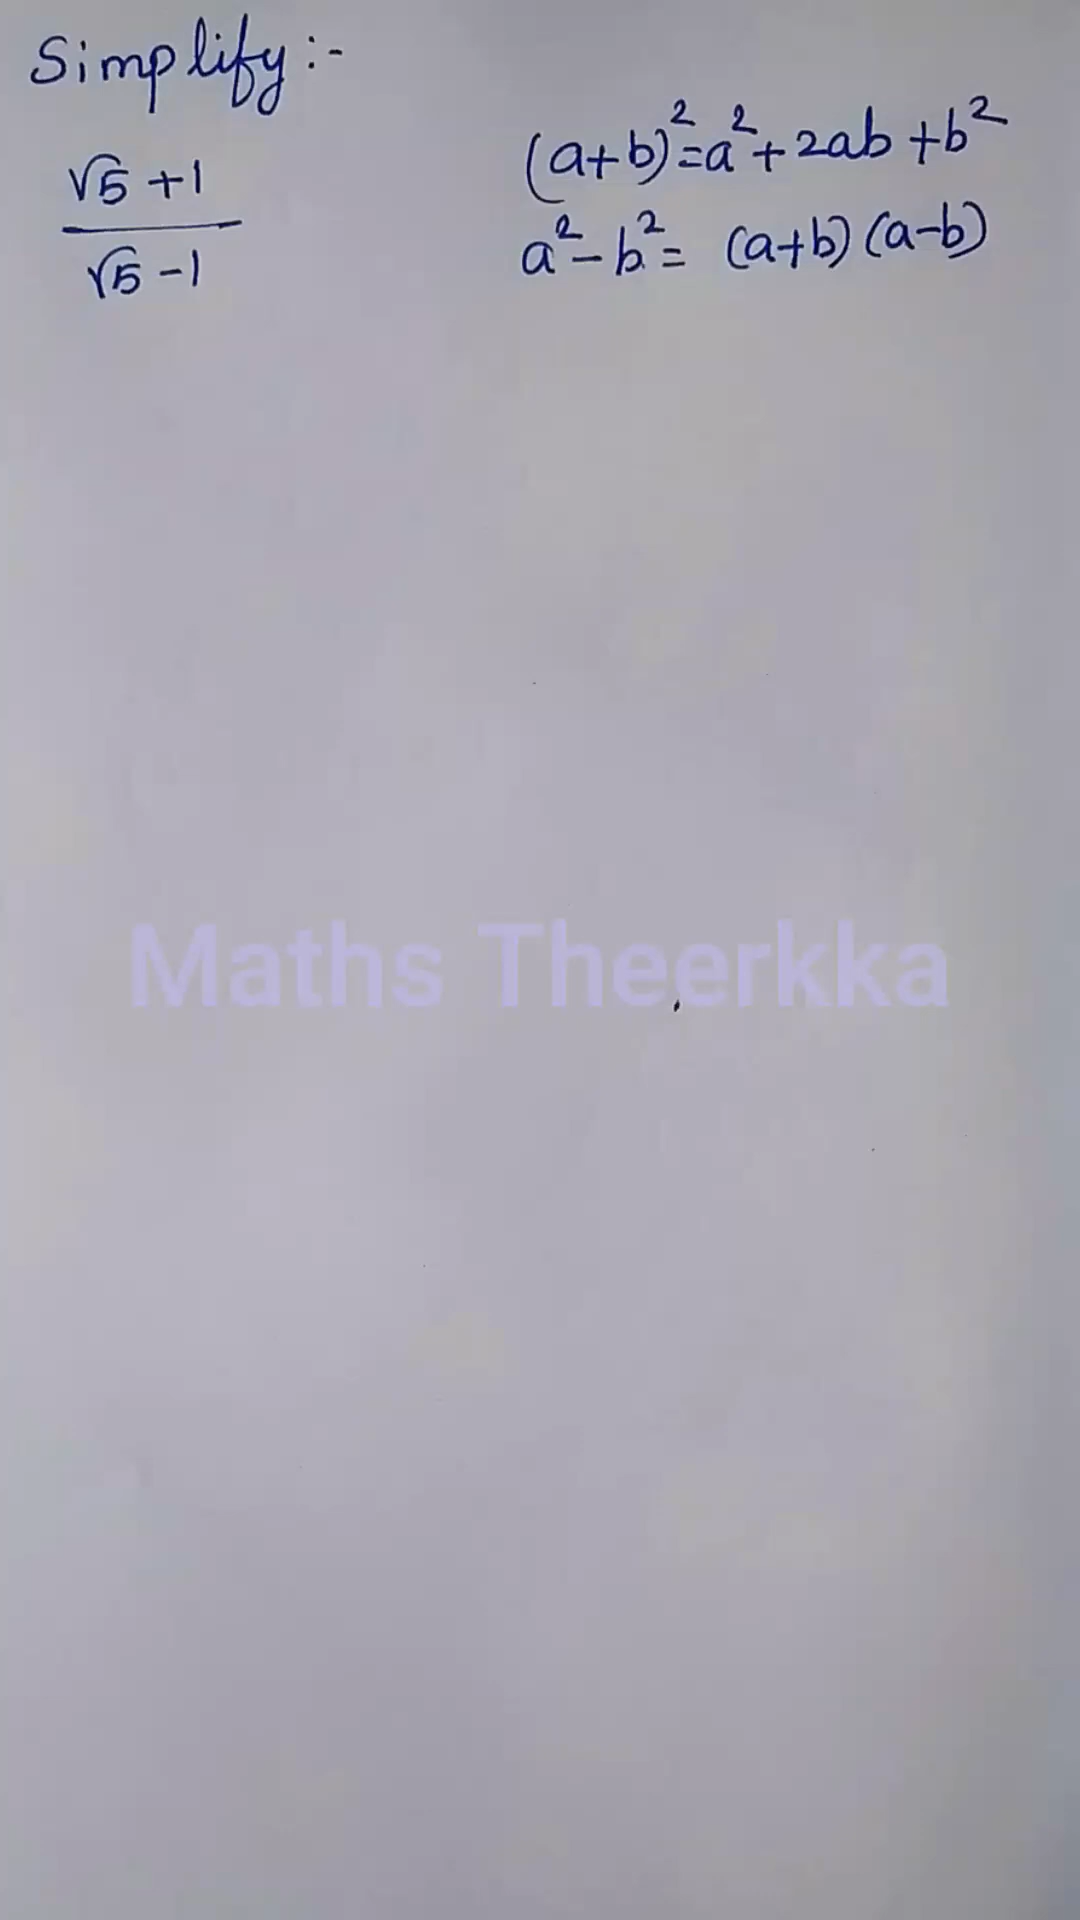 Simplify :-
√5 +1
√5 -1
(a+b)²=a²+2ab+b²
a²-b²= (a+b)(a-b)
Maths Theerkka